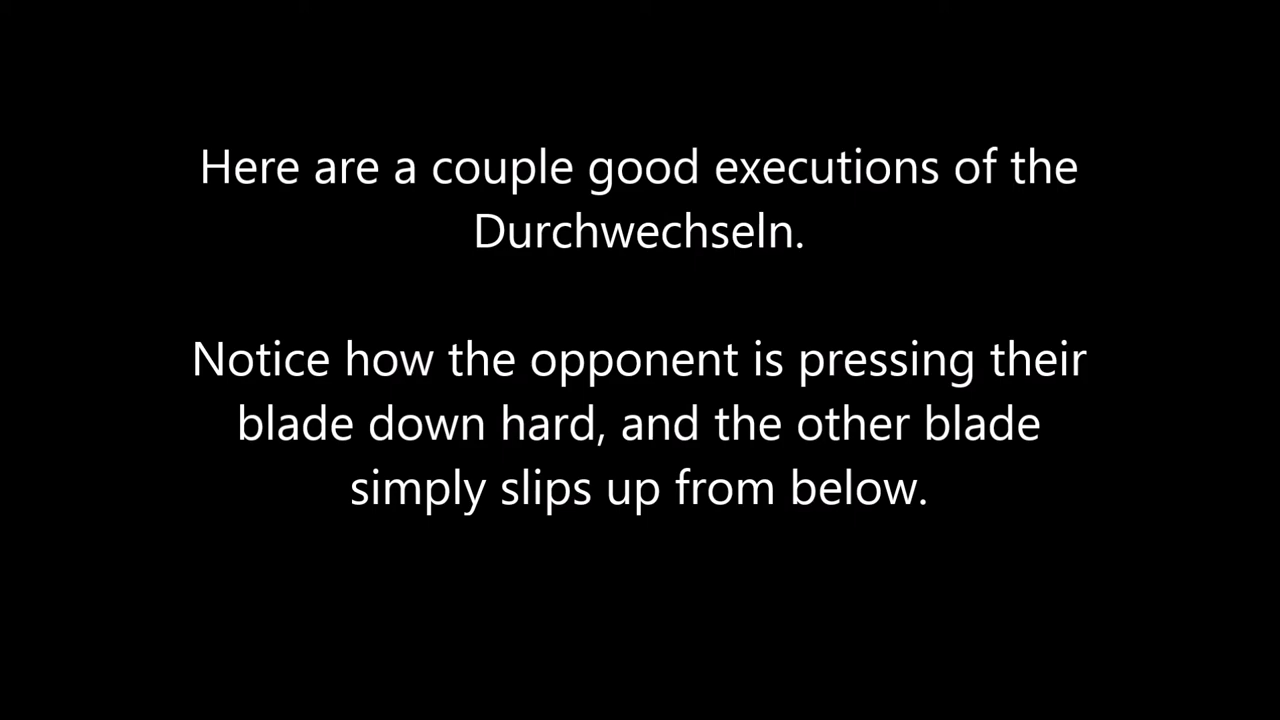 Here are a couple good executions of the
Durchwechseln.
Notice how the opponent is pressing their
blade down hard, and the other blade
simply slips up from below.